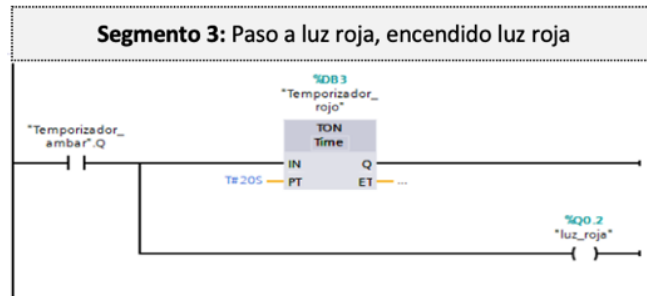 Segmento 3: Paso a luz roja, encendido luz roja
%DB3
"Temporizador_
rojo"
"Temporizador_
ambar".Q
TON
Time
IN Q
T#20S PT ET ...
%Q0.2
"luz_roja"